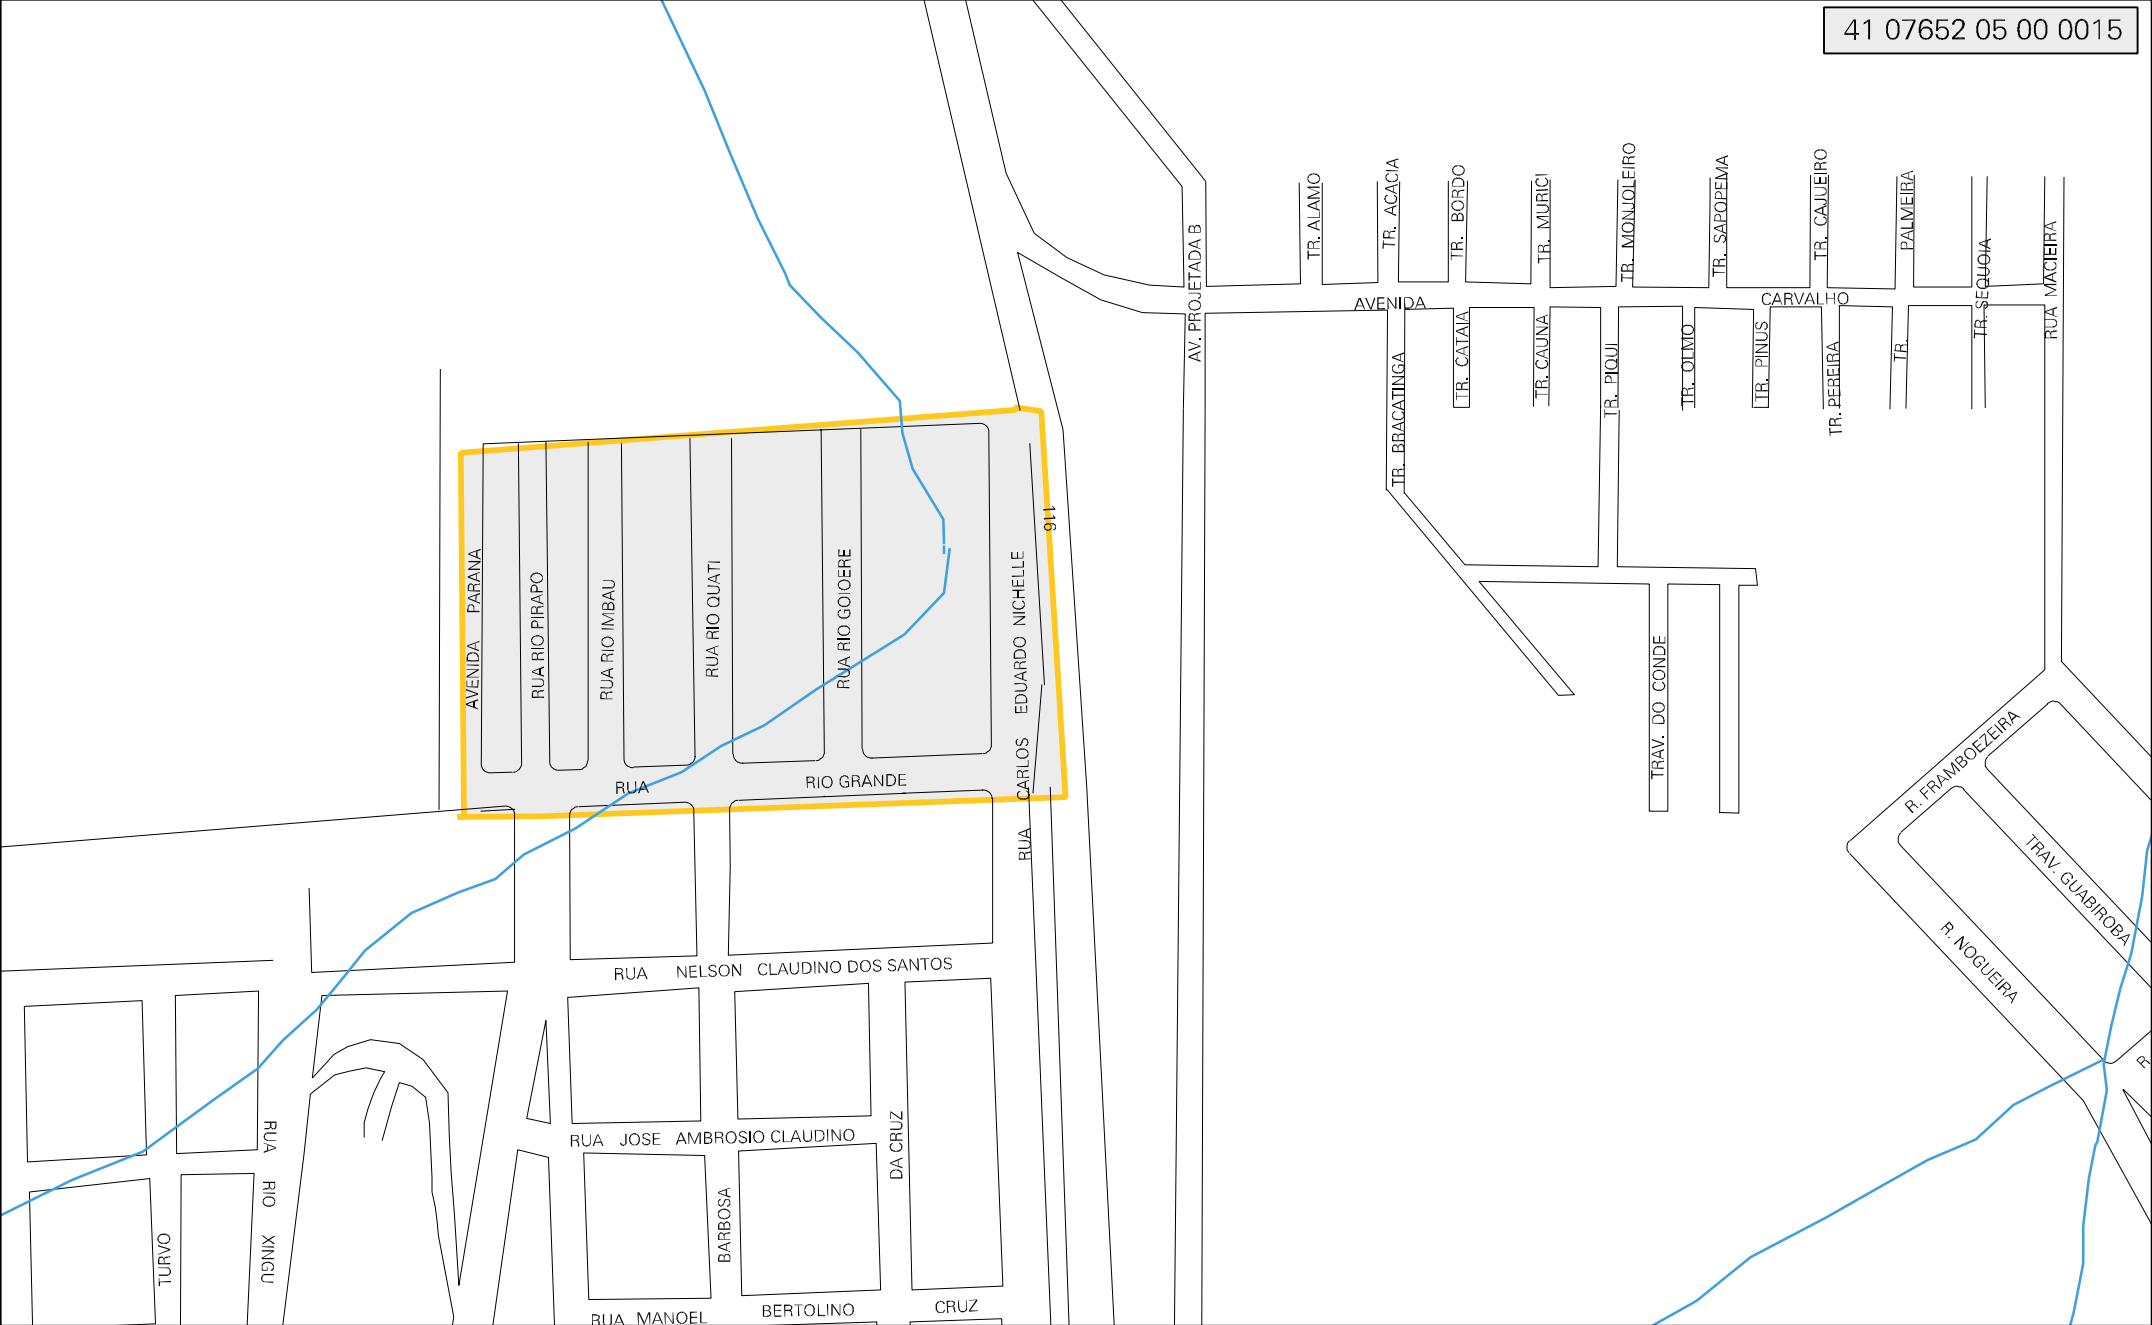 41 07652 05 00 0015
TR. ALAMO
TR. ACACIA
TR. BORDO
TR. MURICI
TR. MONJOLEIRO
TR. SAPOPEMA
TR. CAJUEIRO
TR. PALMEIRA
TR. SEQUOIA
RUA MACIEIRA
AV. PROJETADA B
AVENIDA CARVALHO
TR. BRACATINGA
TR. CATAIA
TR. CAUNA
TR. PIQUI
TR. OLMO
TR. PINUS
TR. PEREIRA
116
AVENIDA PARANA
RUA RIO PIRAPO
RUA RIO IMBAU
RUA RIO QUATI
RUA RIO GOIOERE
RUA CARLOS EDUARDO NICHELLE
TRAV. DO CONDE
RUA RIO GRANDE
R. FRAMBOEZEIRA
TRAV. GUABIROBA
R. NOGUEIRA
R
RUA NELSON CLAUDINO DOS SANTOS
RUA JOSE AMBROSIO CLAUDINO
DA CRUZ
BARBOSA
RUA RIO XINGU
TURVO
RUA MANOEL BERTOLINO CRUZ